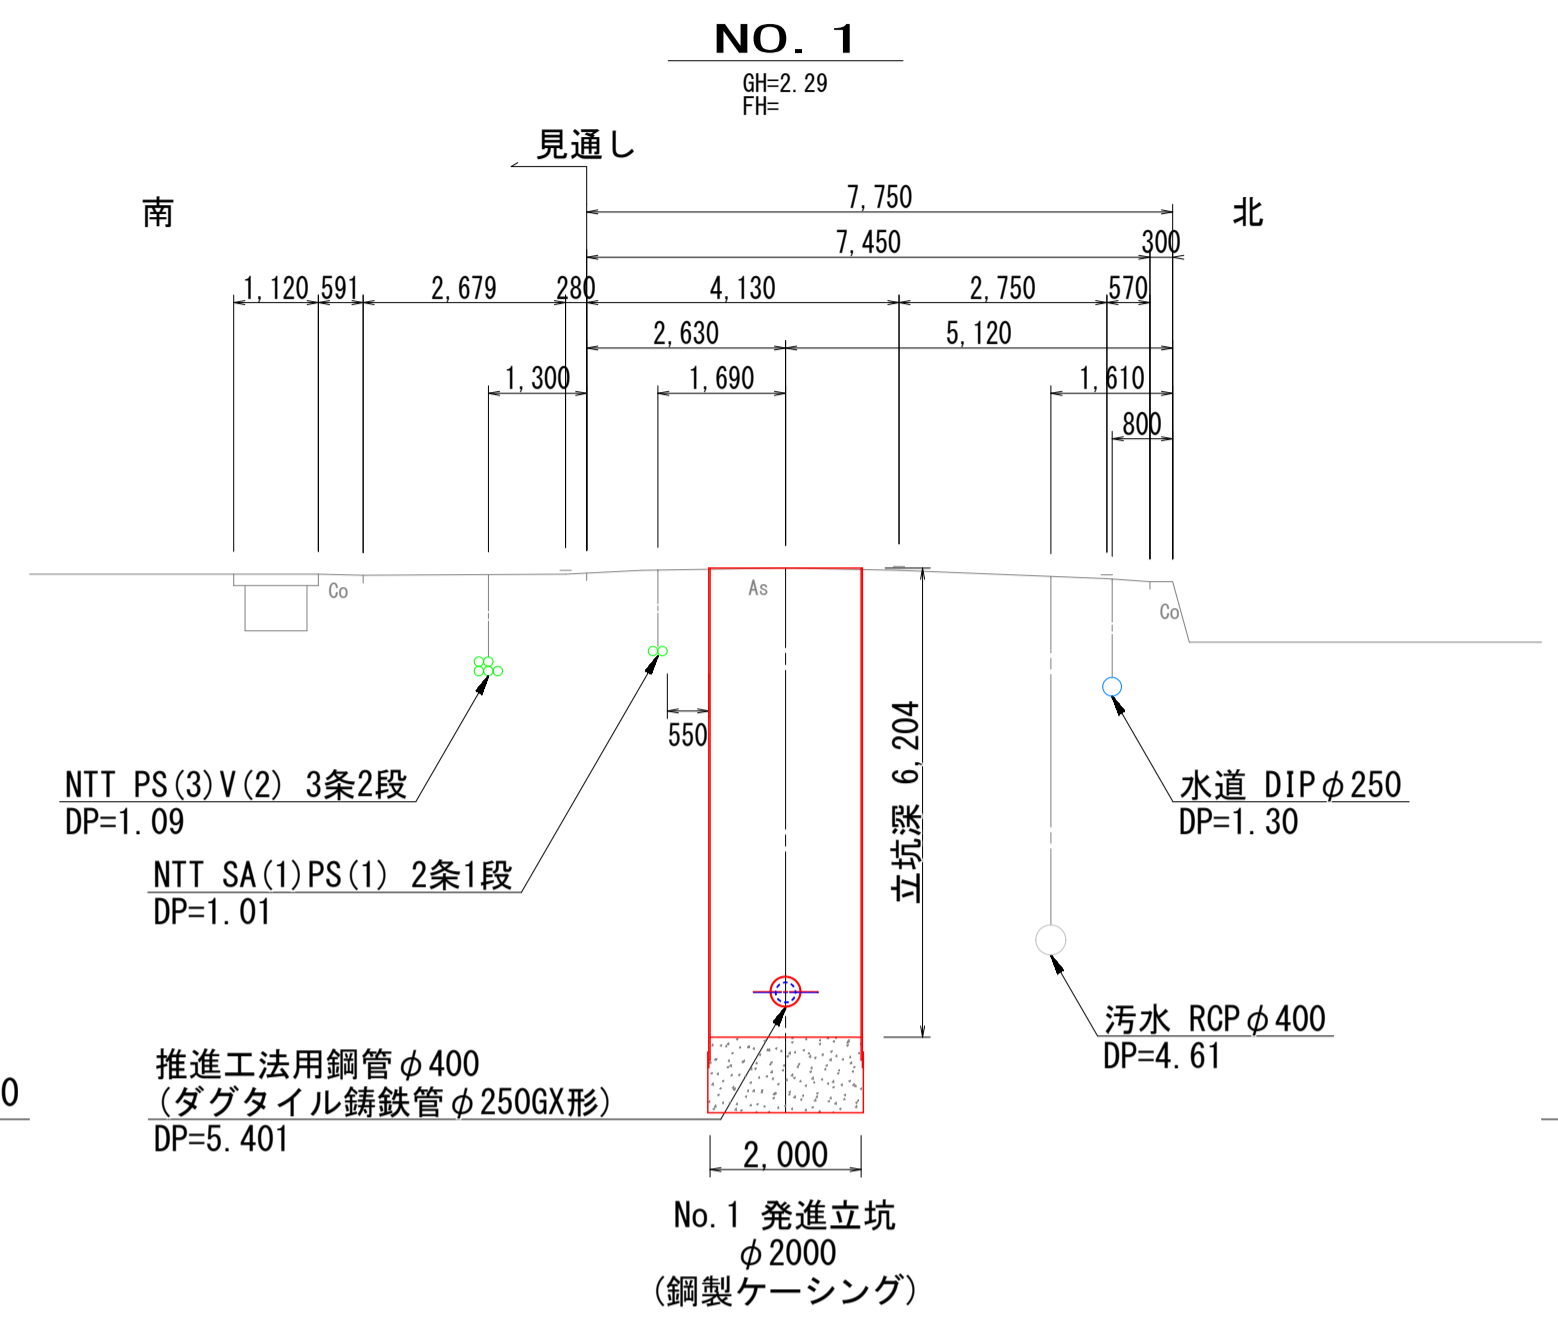 NO. 1
GH=2.29
FH=
見通し
南
北
7,750
7,450
300
1,120
591
2,679
280
4,130
2,750
570
2,630
5,120
1,300
1,690
1,610
800
Co
As
Co
550
立坑深 6,204
NTT PS(3)V(2) 3条2段
DP=1.09
NTT SA(1)PS(1) 2条1段
DP=1.01
水道 DIPφ250
DP=1.30
汚水 RCPφ400
DP=4.61
推進工法用鋼管φ400
(ダグタイル鋳鉄管φ250GX形)
DP=5.401
0
2,000
No.1 発進立坑
φ2000
(鋼製ケーシング)